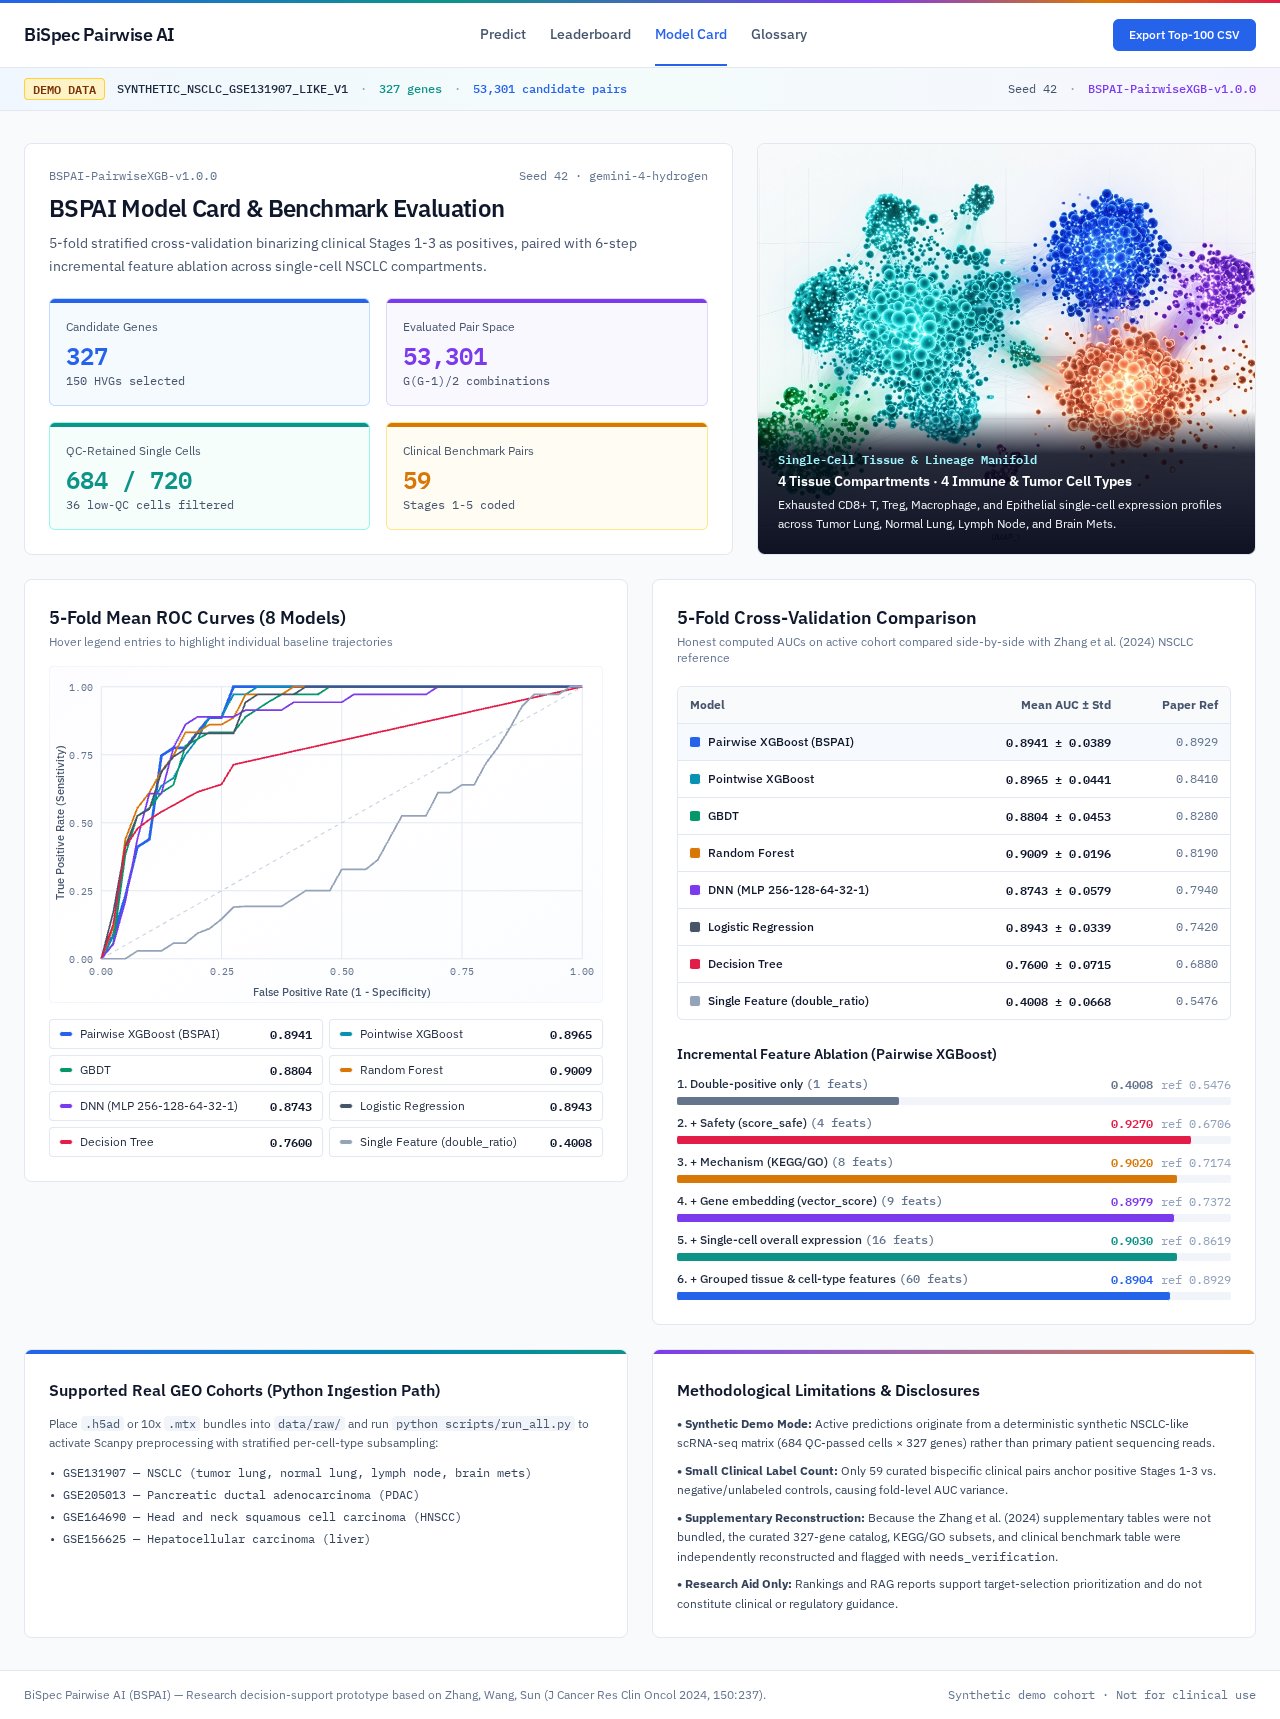 BiSpec Pairwise AI
Predict
Leaderboard
Model Card
Glossary
Export Top-100 CSV
DEMO DATA SYNTHETIC_NSCLC_GSE131907_LIKE_V1 · 327 genes · 53,301 candidate pairs
Seed 42 · BSPAI-PairwiseXGB-v1.0.0
BSPAI-PairwiseXGB-v1.0.0
Seed 42 · gemini-4-hydrogen
BSPAI Model Card & Benchmark Evaluation
5-fold stratified cross-validation binarizing clinical Stages 1-3 as positives, paired with 6-step
incremental feature ablation across single-cell NSCLC compartments.
Candidate Genes
327
150 HVGs selected
Evaluated Pair Space
53,301
G(G-1)/2 combinations
QC-Retained Single Cells
684 / 720
36 low-QC cells filtered
Clinical Benchmark Pairs
59
Stages 1-5 coded
Single-Cell Tissue & Lineage Manifold
4 Tissue Compartments · 4 Immune & Tumor Cell Types
Exhausted CD8+ T, Treg, Macrophage, and Epithelial single-cell expression profiles
across Tumor Lung, Normal Lung, Lymph Node, and Brain Mets.
5-Fold Mean ROC Curves (8 Models)
Hover legend entries to highlight individual baseline trajectories
True Positive Rate (Sensitivity)
1.00
0.75
0.50
0.25
0.00
0.00
0.25
0.50
0.75
1.00
False Positive Rate (1 - Specificity)
Pairwise XGBoost (BSPAI) 0.8941
Pointwise XGBoost 0.8965
GBDT 0.8804
Random Forest 0.9009
DNN (MLP 256-128-64-32-1) 0.8743
Logistic Regression 0.8943
Decision Tree 0.7600
Single Feature (double_ratio) 0.4008
5-Fold Cross-Validation Comparison
Honest computed AUCs on active cohort compared side-by-side with Zhang et al. (2024) NSCLC
reference
Model Mean AUC ± Std Paper Ref
Pairwise XGBoost (BSPAI) 0.8941 ± 0.0389 0.8929
Pointwise XGBoost 0.8965 ± 0.0441 0.8410
GBDT 0.8804 ± 0.0453 0.8280
Random Forest 0.9009 ± 0.0196 0.8190
DNN (MLP 256-128-64-32-1) 0.8743 ± 0.0579 0.7940
Logistic Regression 0.8943 ± 0.0339 0.7420
Decision Tree 0.7600 ± 0.0715 0.6880
Single Feature (double_ratio) 0.4008 ± 0.0668 0.5476
Incremental Feature Ablation (Pairwise XGBoost)
1. Double-positive only (1 feats) 0.4008 ref 0.5476
2. + Safety (score_safe) (4 feats) 0.9270 ref 0.6706
3. + Mechanism (KEGG/GO) (8 feats) 0.9020 ref 0.7174
4. + Gene embedding (vector_score) (9 feats) 0.8979 ref 0.7372
5. + Single-cell overall expression (16 feats) 0.9030 ref 0.8619
6. + Grouped tissue & cell-type features (60 feats) 0.8904 ref 0.8929
Supported Real GEO Cohorts (Python Ingestion Path)
Place .h5ad or 10x .mtx bundles into data/raw/ and run python scripts/run_all.py to
activate Scanpy preprocessing with stratified per-cell-type subsampling:
• GSE131907 — NSCLC (tumor lung, normal lung, lymph node, brain mets)
• GSE205013 — Pancreatic ductal adenocarcinoma (PDAC)
• GSE164690 — Head and neck squamous cell carcinoma (HNSCC)
• GSE156625 — Hepatocellular carcinoma (liver)
Methodological Limitations & Disclosures
• Synthetic Demo Mode: Active predictions originate from a deterministic synthetic NSCLC-like
scRNA-seq matrix (684 QC-passed cells × 327 genes) rather than primary patient sequencing reads.
• Small Clinical Label Count: Only 59 curated bispecific clinical pairs anchor positive Stages 1-3 vs.
negative/unlabeled controls, causing fold-level AUC variance.
• Supplementary Reconstruction: Because the Zhang et al. (2024) supplementary tables were not
bundled, the curated 327-gene catalog, KEGG/GO subsets, and clinical benchmark table were
independently reconstructed and flagged with needs_verification.
• Research Aid Only: Rankings and RAG reports support target-selection prioritization and do not
constitute clinical or regulatory guidance.
BiSpec Pairwise AI (BSPAI) — Research decision-support prototype based on Zhang, Wang, Sun (J Cancer Res Clin Oncol 2024, 150:237).
Synthetic demo cohort · Not for clinical use